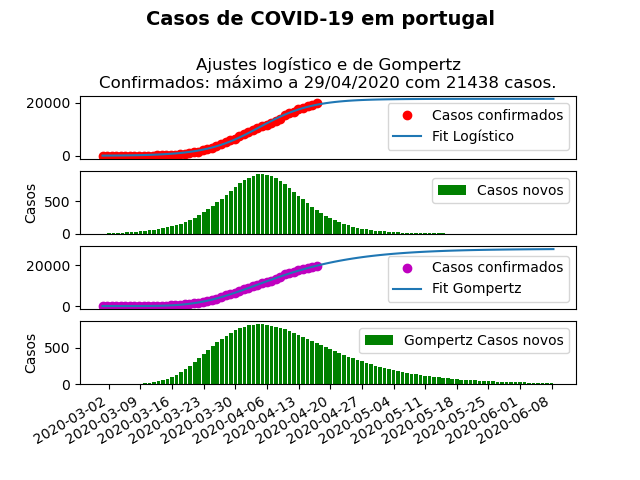 Casos de COVID-19 em portugal
Ajustes logístico e de Gompertz
Confirmados: máximo a 29/04/2020 com 21438 casos.
20000
0
Casos confirmados
Fit Logístico
Casos
500
0
Casos novos
20000
0
Casos confirmados
Fit Gompertz
Casos
500
0
Gompertz Casos novos
2020-03-02
2020-03-09
2020-03-16
2020-03-23
2020-03-30
2020-04-06
2020-04-13
2020-04-20
2020-04-27
2020-05-04
2020-05-11
2020-05-18
2020-05-25
2020-06-01
2020-06-08